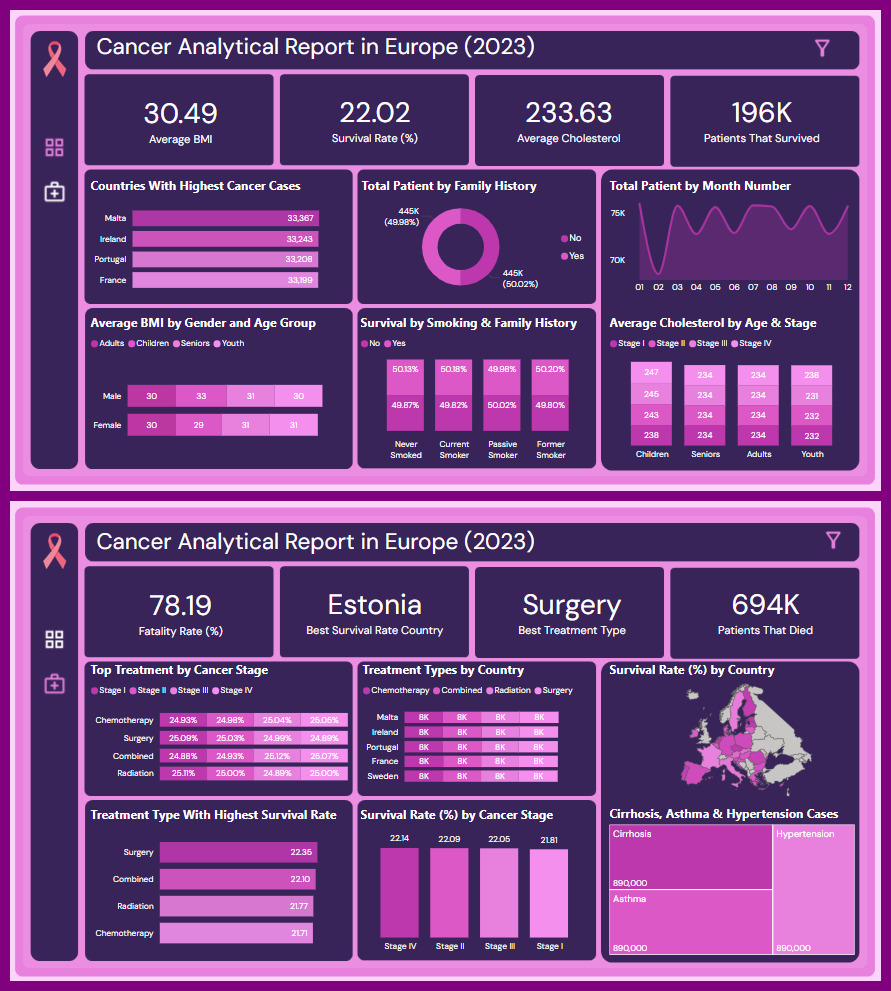 Cancer Analytical Report in Europe (2023)
30.49
Average BMI
22.02
Survival Rate (%)
233.63
Average Cholesterol
196K
Patients That Survived
Countries With Highest Cancer Cases
Malta 33,367
Ireland 33,243
Portugal 33,208
France 33,199
Total Patient by Family History
445K
(49.98%)
445K
(50.02%)
No
Yes
Total Patient by Month Number
75K
70K
01 02 03 04 05 06 07 08 09 10 11 12
Average BMI by Gender and Age Group
Adults Children Seniors Youth
Male 30 33 31 30
Female 30 29 31 31
Survival by Smoking & Family History
No Yes
50.13% 50.18% 49.98% 50.20%
49.87% 49.82% 50.02% 49.80%
Never Smoked
Current Smoker
Passive Smoker
Former Smoker
Average Cholesterol by Age & Stage
Stage I Stage II Stage III Stage IV
247 234 234 238
245 234 234 231
243 234 234 232
238 234 234 232
Children Seniors Adults Youth
Cancer Analytical Report in Europe (2023)
78.19
Fatality Rate (%)
Estonia
Best Survival Rate Country
Surgery
Best Treatment Type
694K
Patients That Died
Top Treatment by Cancer Stage
Stage I Stage II Stage III Stage IV
Chemotherapy 24.93% 24.98% 25.04% 25.06%
Surgery 25.09% 25.03% 24.99% 24.89%
Combined 24.88% 24.93% 25.12% 25.07%
Radiation 25.11% 25.00% 24.89% 25.00%
Treatment Types by Country
Chemotherapy Combined Radiation Surgery
Malta 8K 8K 8K 8K
Ireland 8K 8K 8K 8K
Portugal 8K 8K 8K 8K
France 8K 8K 8K 8K
Sweden 8K 8K 8K 8K
Survival Rate (%) by Country
Treatment Type With Highest Survival Rate
Surgery 22.35
Combined 22.10
Radiation 21.77
Chemotherapy 21.71
Survival Rate (%) by Cancer Stage
22.14 22.09 22.05 21.81
Stage IV Stage II Stage III Stage I
Cirrhosis, Asthma & Hypertension Cases
Cirrhosis
890,000
Asthma
890,000
Hypertension
890,000